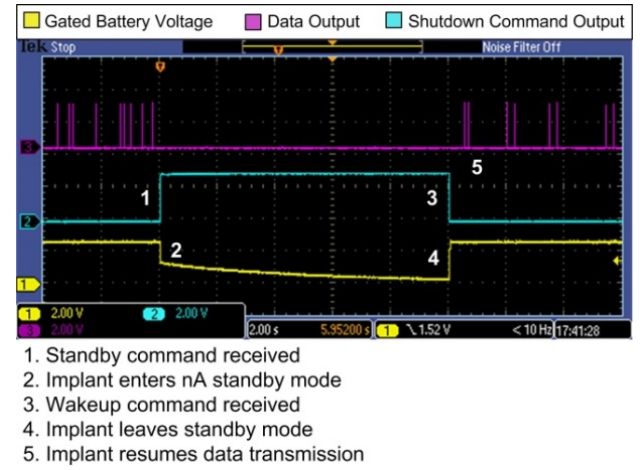 Gated Battery Voltage Data Output Shutdown Command Output
Tek Stop Noise Filter Off
T
3
1 3 5
2
2 4
1
1 2.00 V 2 2.00 V
3 2.00 V 2.00 s 5.95200 s 1 \ 1.52 V < 10 Hz 17:41:28
1. Standby command received
2. Implant enters nA standby mode
3. Wakeup command received
4. Implant leaves standby mode
5. Implant resumes data transmission